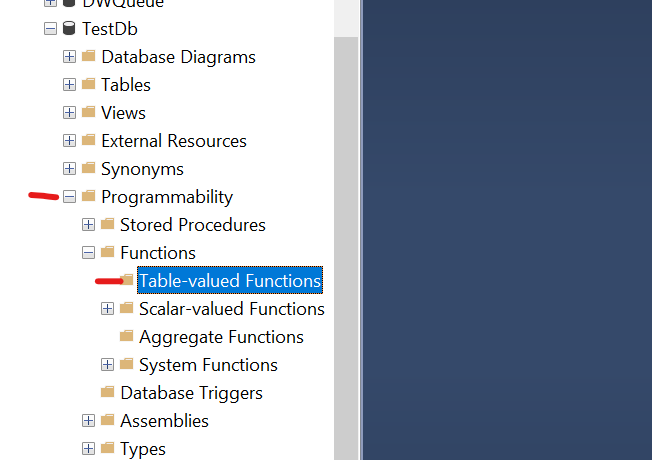 DWQueue
TestDb
Database Diagrams
Tables
Views
External Resources
Synonyms
Programmability
Stored Procedures
Functions
Table-valued Functions
Scalar-valued Functions
Aggregate Functions
System Functions
Database Triggers
Assemblies
Types